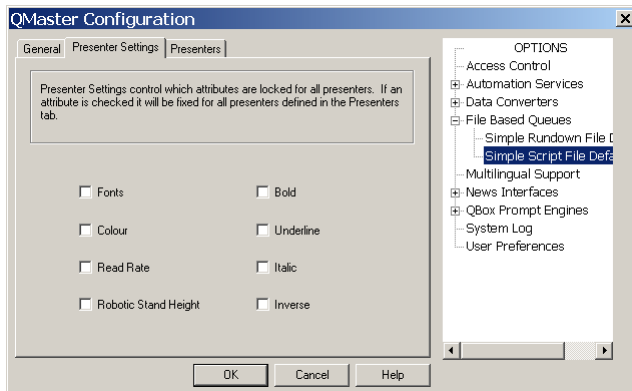 QMaster Configuration
General Presenter Settings Presenters
Presenter Settings control which attributes are locked for all presenters. If an
attribute is checked it will be fixed for all presenters defined in the Presenters
tab.
Fonts Bold
Colour Underline
Read Rate Italic
Robotic Stand Height Inverse
OK Cancel Help
OPTIONS
Access Control
Automation Services
Data Converters
File Based Queues
Simple Rundown File
Simple Script File Defa
Multilingual Support
News Interfaces
QBox Prompt Engines
System Log
User Preferences